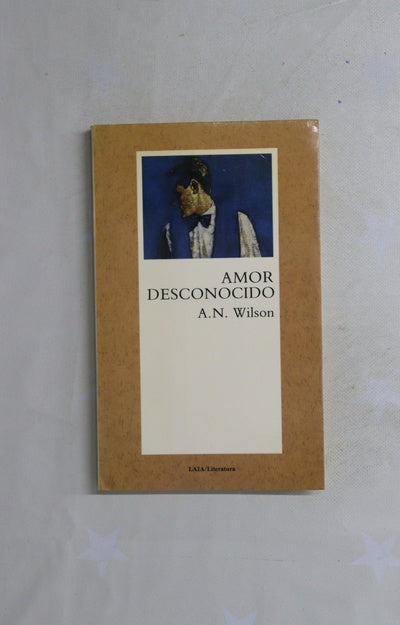 AMOR
DESCONOCIDO
A.N. Wilson
LAIA/Literatura